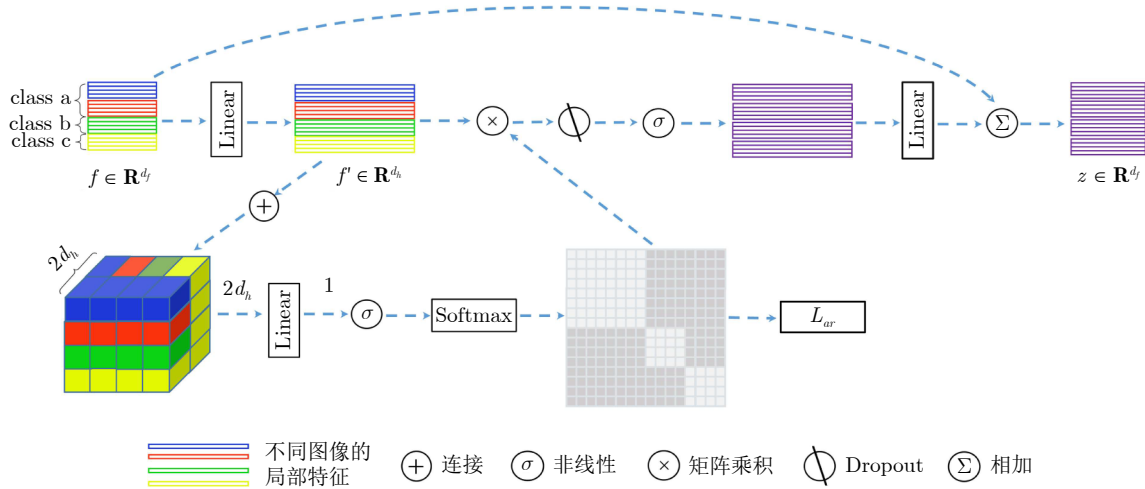 class a
class b
class c
Linear
×
σ
Linear
Σ
f ∈ R^{d_f}
f' ∈ R^{d_h}
z ∈ R^{d_f}
+
2d_h
2d_h
Linear
1
σ
Softmax
L_{ar}
不同图像的
局部特征
+ 连接
σ 非线性
× 矩阵乘积
Dropout
Σ 相加